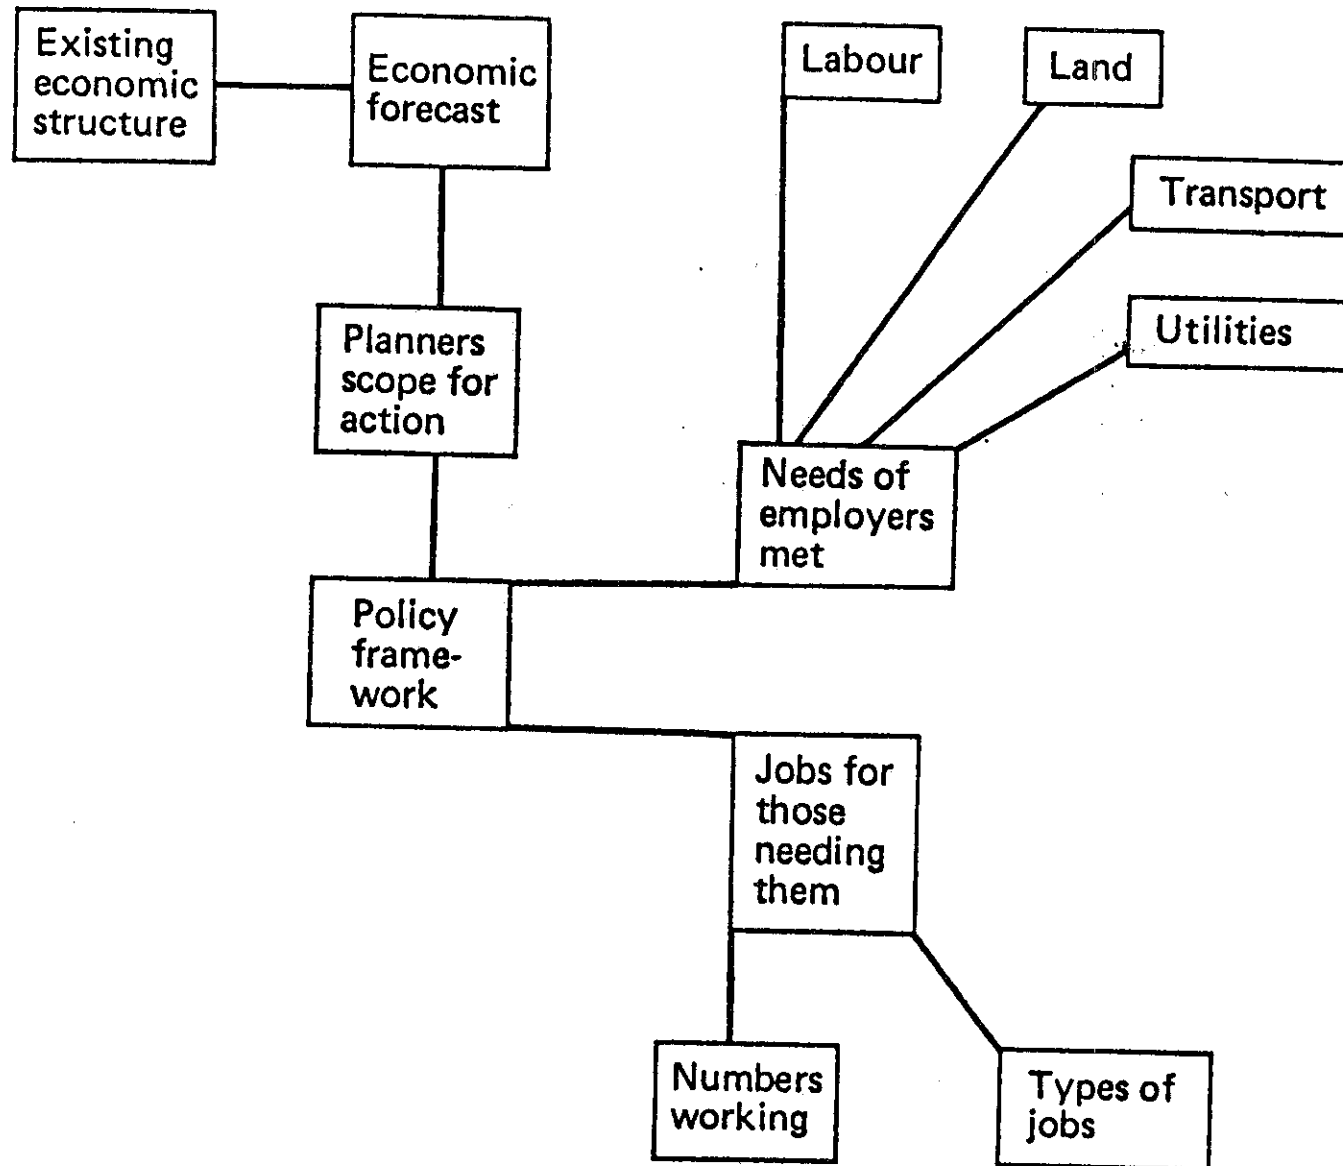 Existing
economic
structure
Economic
forecast
Labour
Land
Transport
Utilities
Planners
scope for
action
Needs of
employers
met
Policy
frame-
work
Jobs for
those
needing
them
Numbers
working
Types of
jobs